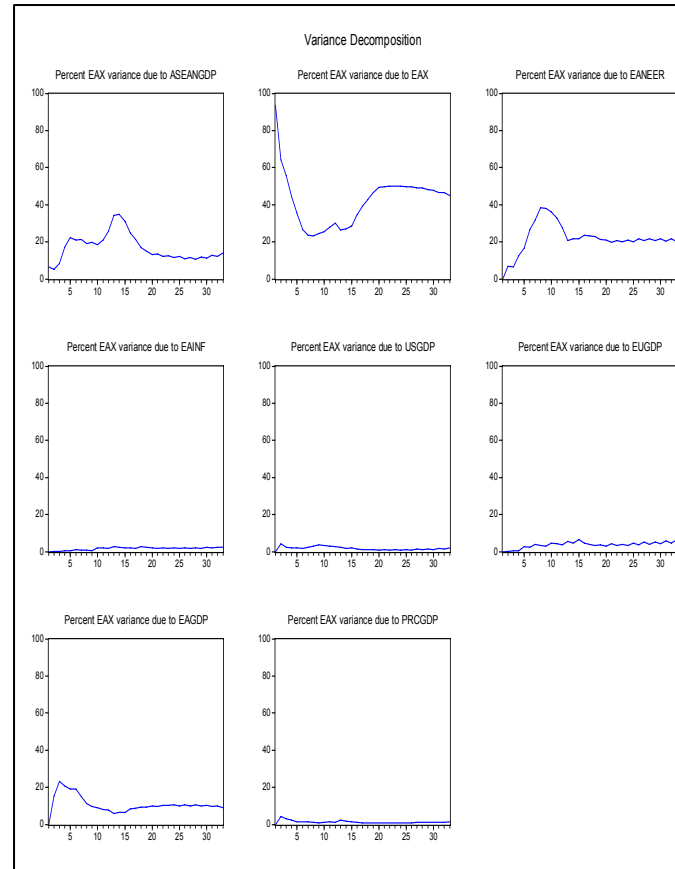 Variance Decomposition
Percent EAX variance due to ASEANGDP
Percent EAX variance due to EAX
Percent EAX variance due to EANEER
100
80
60
40
20
0
5 10 15 20 25 30
100
80
60
40
20
0
5 10 15 20 25 30
100
80
60
40
20
0
5 10 15 20 25 30
Percent EAX variance due to EAINF
Percent EAX variance due to USGDP
Percent EAX variance due to EUGDP
100
80
60
40
20
0
5 10 15 20 25 30
100
80
60
40
20
0
5 10 15 20 25 30
100
80
60
40
20
0
5 10 15 20 25 30
Percent EAX variance due to EAGDP
Percent EAX variance due to PRCGDP
100
80
60
40
20
0
5 10 15 20 25 30
100
80
60
40
20
0
5 10 15 20 25 30